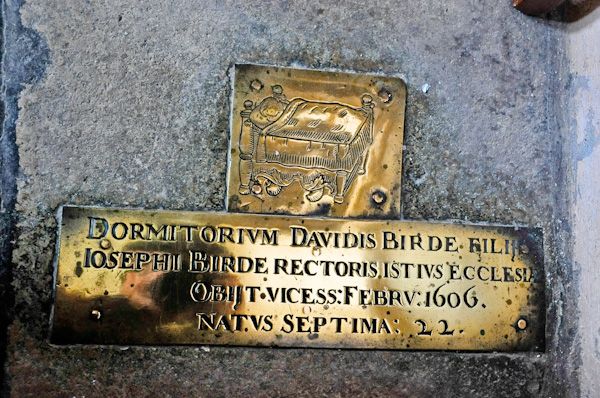 DORMITORIVM DAVIDIS BIRDE· FILIJ
IOSEPHI BIRDE RECTORIS ISTIVS ECCLESIÆ
OBIJT·VICESS:FEBRV:1606.
NATVS SEPTIMA: 22.